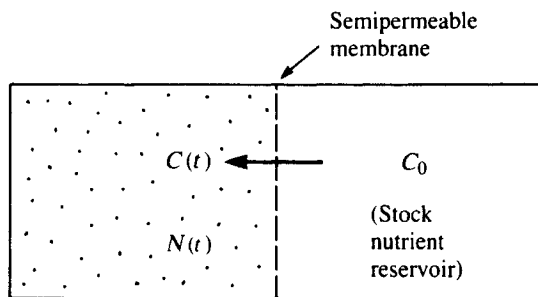 Semipermeable
membrane
C(t)
C₀
N(t)
(Stock
nutrient
reservoir)